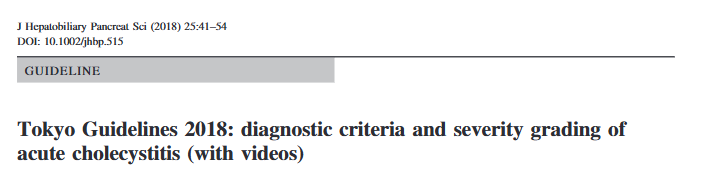 J Hepatobiliary Pancreat Sci (2018) 25:41–54
DOI: 10.1002/jhbp.515
GUIDELINE
Tokyo Guidelines 2018: diagnostic criteria and severity grading of
acute cholecystitis (with videos)